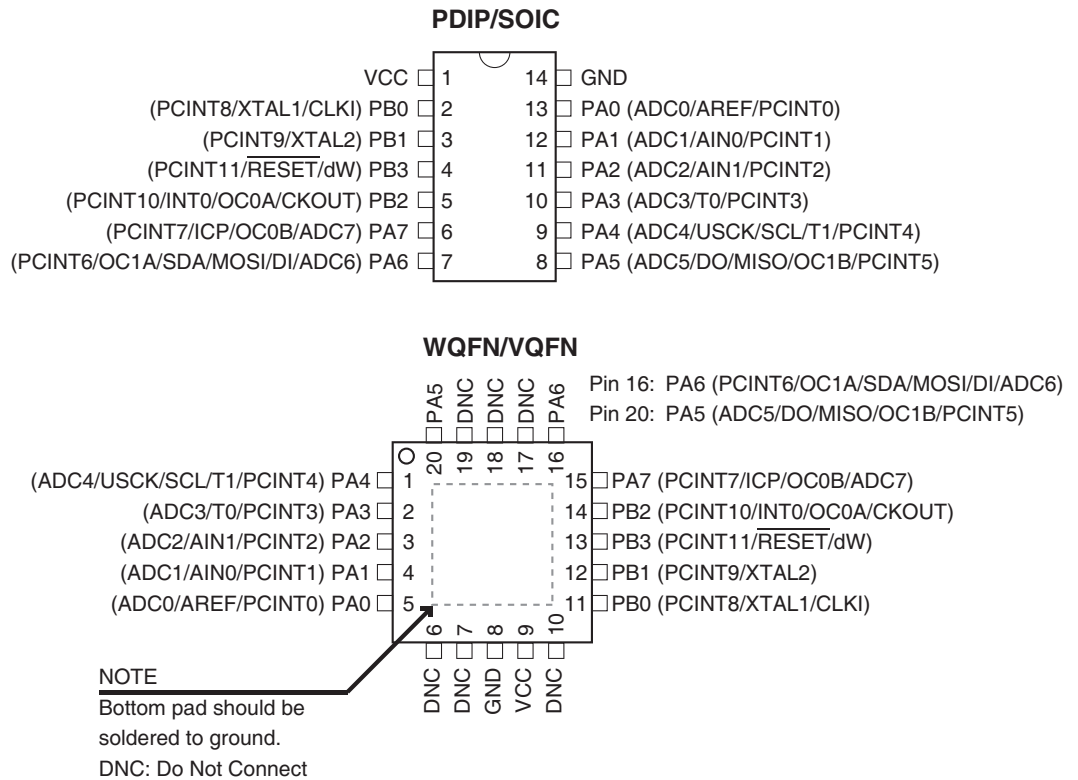 PDIP/SOIC
VCC 1 14 GND
(PCINT8/XTAL1/CLKI) PB0 2 13 PA0 (ADC0/AREF/PCINT0)
(PCINT9/XTAL2) PB1 3 12 PA1 (ADC1/AIN0/PCINT1)
(PCINT11/RESET/dW) PB3 4 11 PA2 (ADC2/AIN1/PCINT2)
(PCINT10/INT0/OC0A/CKOUT) PB2 5 10 PA3 (ADC3/T0/PCINT3)
(PCINT7/ICP/OC0B/ADC7) PA7 6 9 PA4 (ADC4/USCK/SCL/T1/PCINT4)
(PCINT6/OC1A/SDA/MOSI/DI/ADC6) PA6 7 8 PA5 (ADC5/DO/MISO/OC1B/PCINT5)
WQFN/VQFN
Pin 16: PA6 (PCINT6/OC1A/SDA/MOSI/DI/ADC6)
Pin 20: PA5 (ADC5/DO/MISO/OC1B/PCINT5)
PA5 DNC DNC DNC PA6
20 19 18 17 16
(ADC4/USCK/SCL/T1/PCINT4) PA4 1 15 PA7 (PCINT7/ICP/OC0B/ADC7)
(ADC3/T0/PCINT3) PA3 2 14 PB2 (PCINT10/INT0/OC0A/CKOUT)
(ADC2/AIN1/PCINT2) PA2 3 13 PB3 (PCINT11/RESET/dW)
(ADC1/AIN0/PCINT1) PA1 4 12 PB1 (PCINT9/XTAL2)
(ADC0/AREF/PCINT0) PA0 5 11 PB0 (PCINT8/XTAL1/CLKI)
6 7 8 9 10
DNC DNC GND VCC DNC
NOTE
Bottom pad should be
soldered to ground.
DNC: Do Not Connect